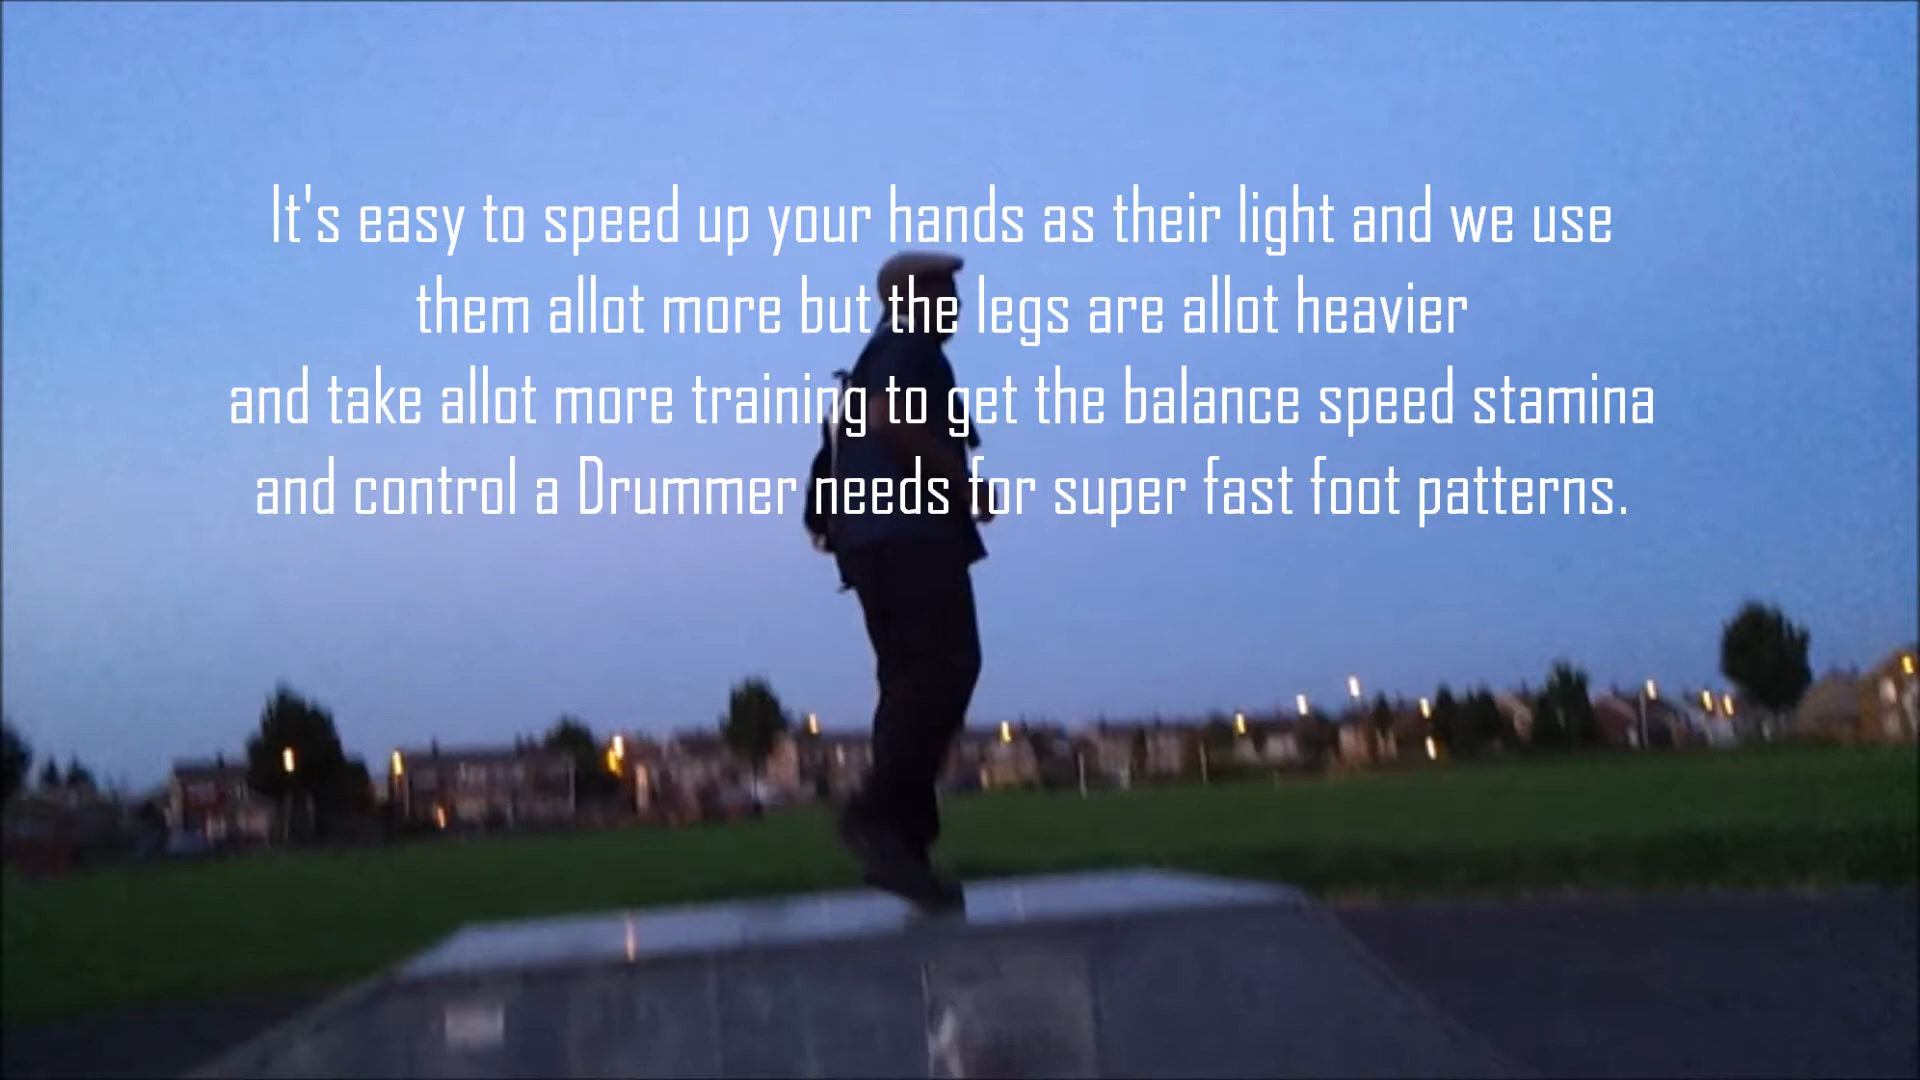 It's easy to speed up your hands as their light and we use
them allot more but the legs are allot heavier
and take allot more training to get the balance speed stamina
and control a Drummer needs for super fast foot patterns.